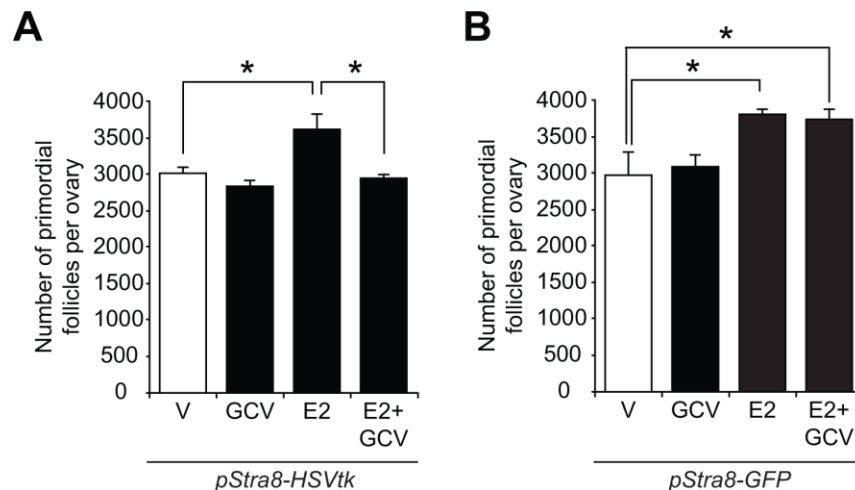 A
Number of primordial
follicles per ovary
4000
3500
3000
2500
2000
1500
1000
500
0
*
*
V
GCV
E2
E2+
GCV
pStra8-HSVtk
B
Number of primordial
follicles per ovary
4000
3500
3000
2500
2000
1500
1000
500
0
*
*
V
GCV
E2
E2+
GCV
pStra8-GFP